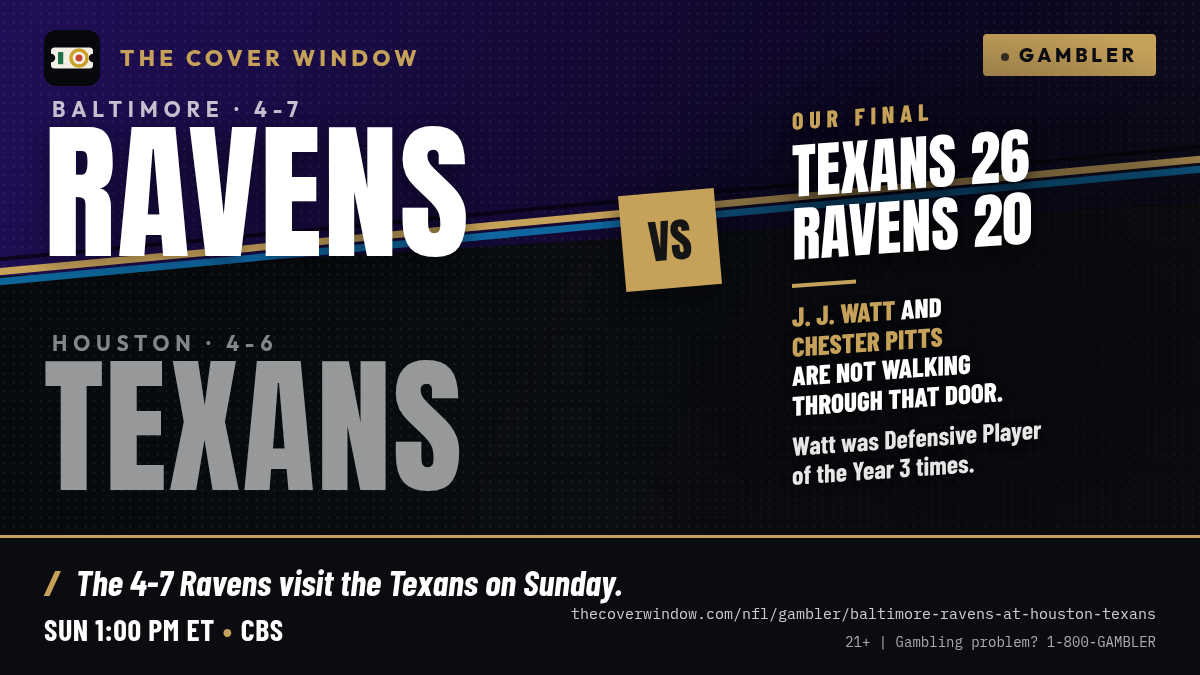 THE COVER WINDOW
• GAMBLER
BALTIMORE · 4-7
RAVENS
VS
HOUSTON · 4-6
TEXANS
OUR FINAL
TEXANS 26
RAVENS 20
J. J. WATT AND
CHESTER PITTS
ARE NOT WALKING
THROUGH THAT DOOR.
Watt was Defensive Player
of the Year 3 times.
/ The 4-7 Ravens visit the Texans on Sunday.
SUN 1:00 PM ET • CBS
thecoverwindow.com/nfl/gambler/baltimore-ravens-at-houston-texans
21+ | Gambling problem? 1-800-GAMBLER